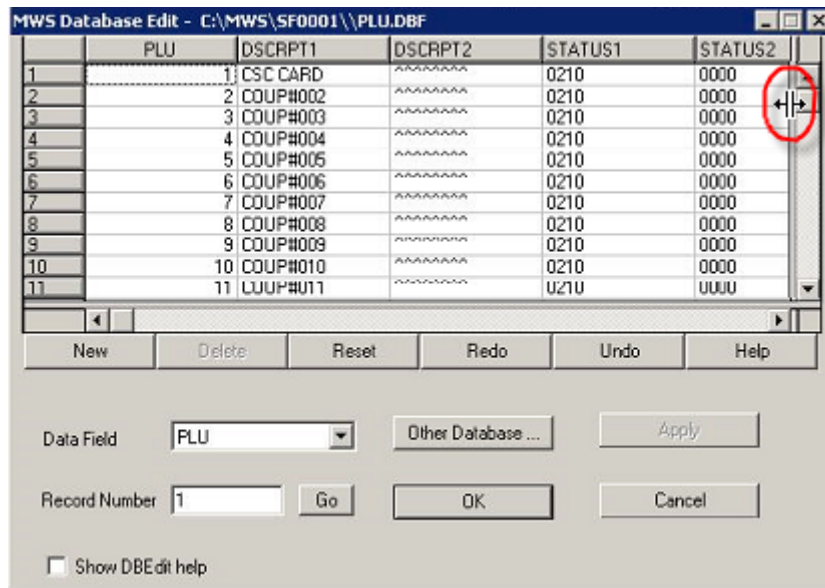 MWS Database Edit - C:\MWS\SF0001\\PLU.DBF
PLU DSCRPT1 DSCRPT2 STATUS1 STATUS2
1 1 CSC CARD ^^^^^^^^ 0210 0000
2 2 COUP#002 ^^^^^^^^ 0210 0000
3 3 COUP#003 ^^^^^^^^ 0210 0000
4 4 COUP#004 ^^^^^^^^ 0210 0000
5 5 COUP#005 ^^^^^^^^ 0210 0000
6 6 COUP#006 ^^^^^^^^ 0210 0000
7 7 COUP#007 ^^^^^^^^ 0210 0000
8 8 COUP#008 ^^^^^^^^ 0210 0000
9 9 COUP#009 ^^^^^^^^ 0210 0000
10 10 COUP#010 ^^^^^^^^ 0210 0000
11 11 COUP#011 ^^^^^^^^ 0210 0000
New Delete Reset Redo Undo Help
Data Field PLU Other Database ... Apply
Record Number 1 Go OK Cancel
Show DBEdit help